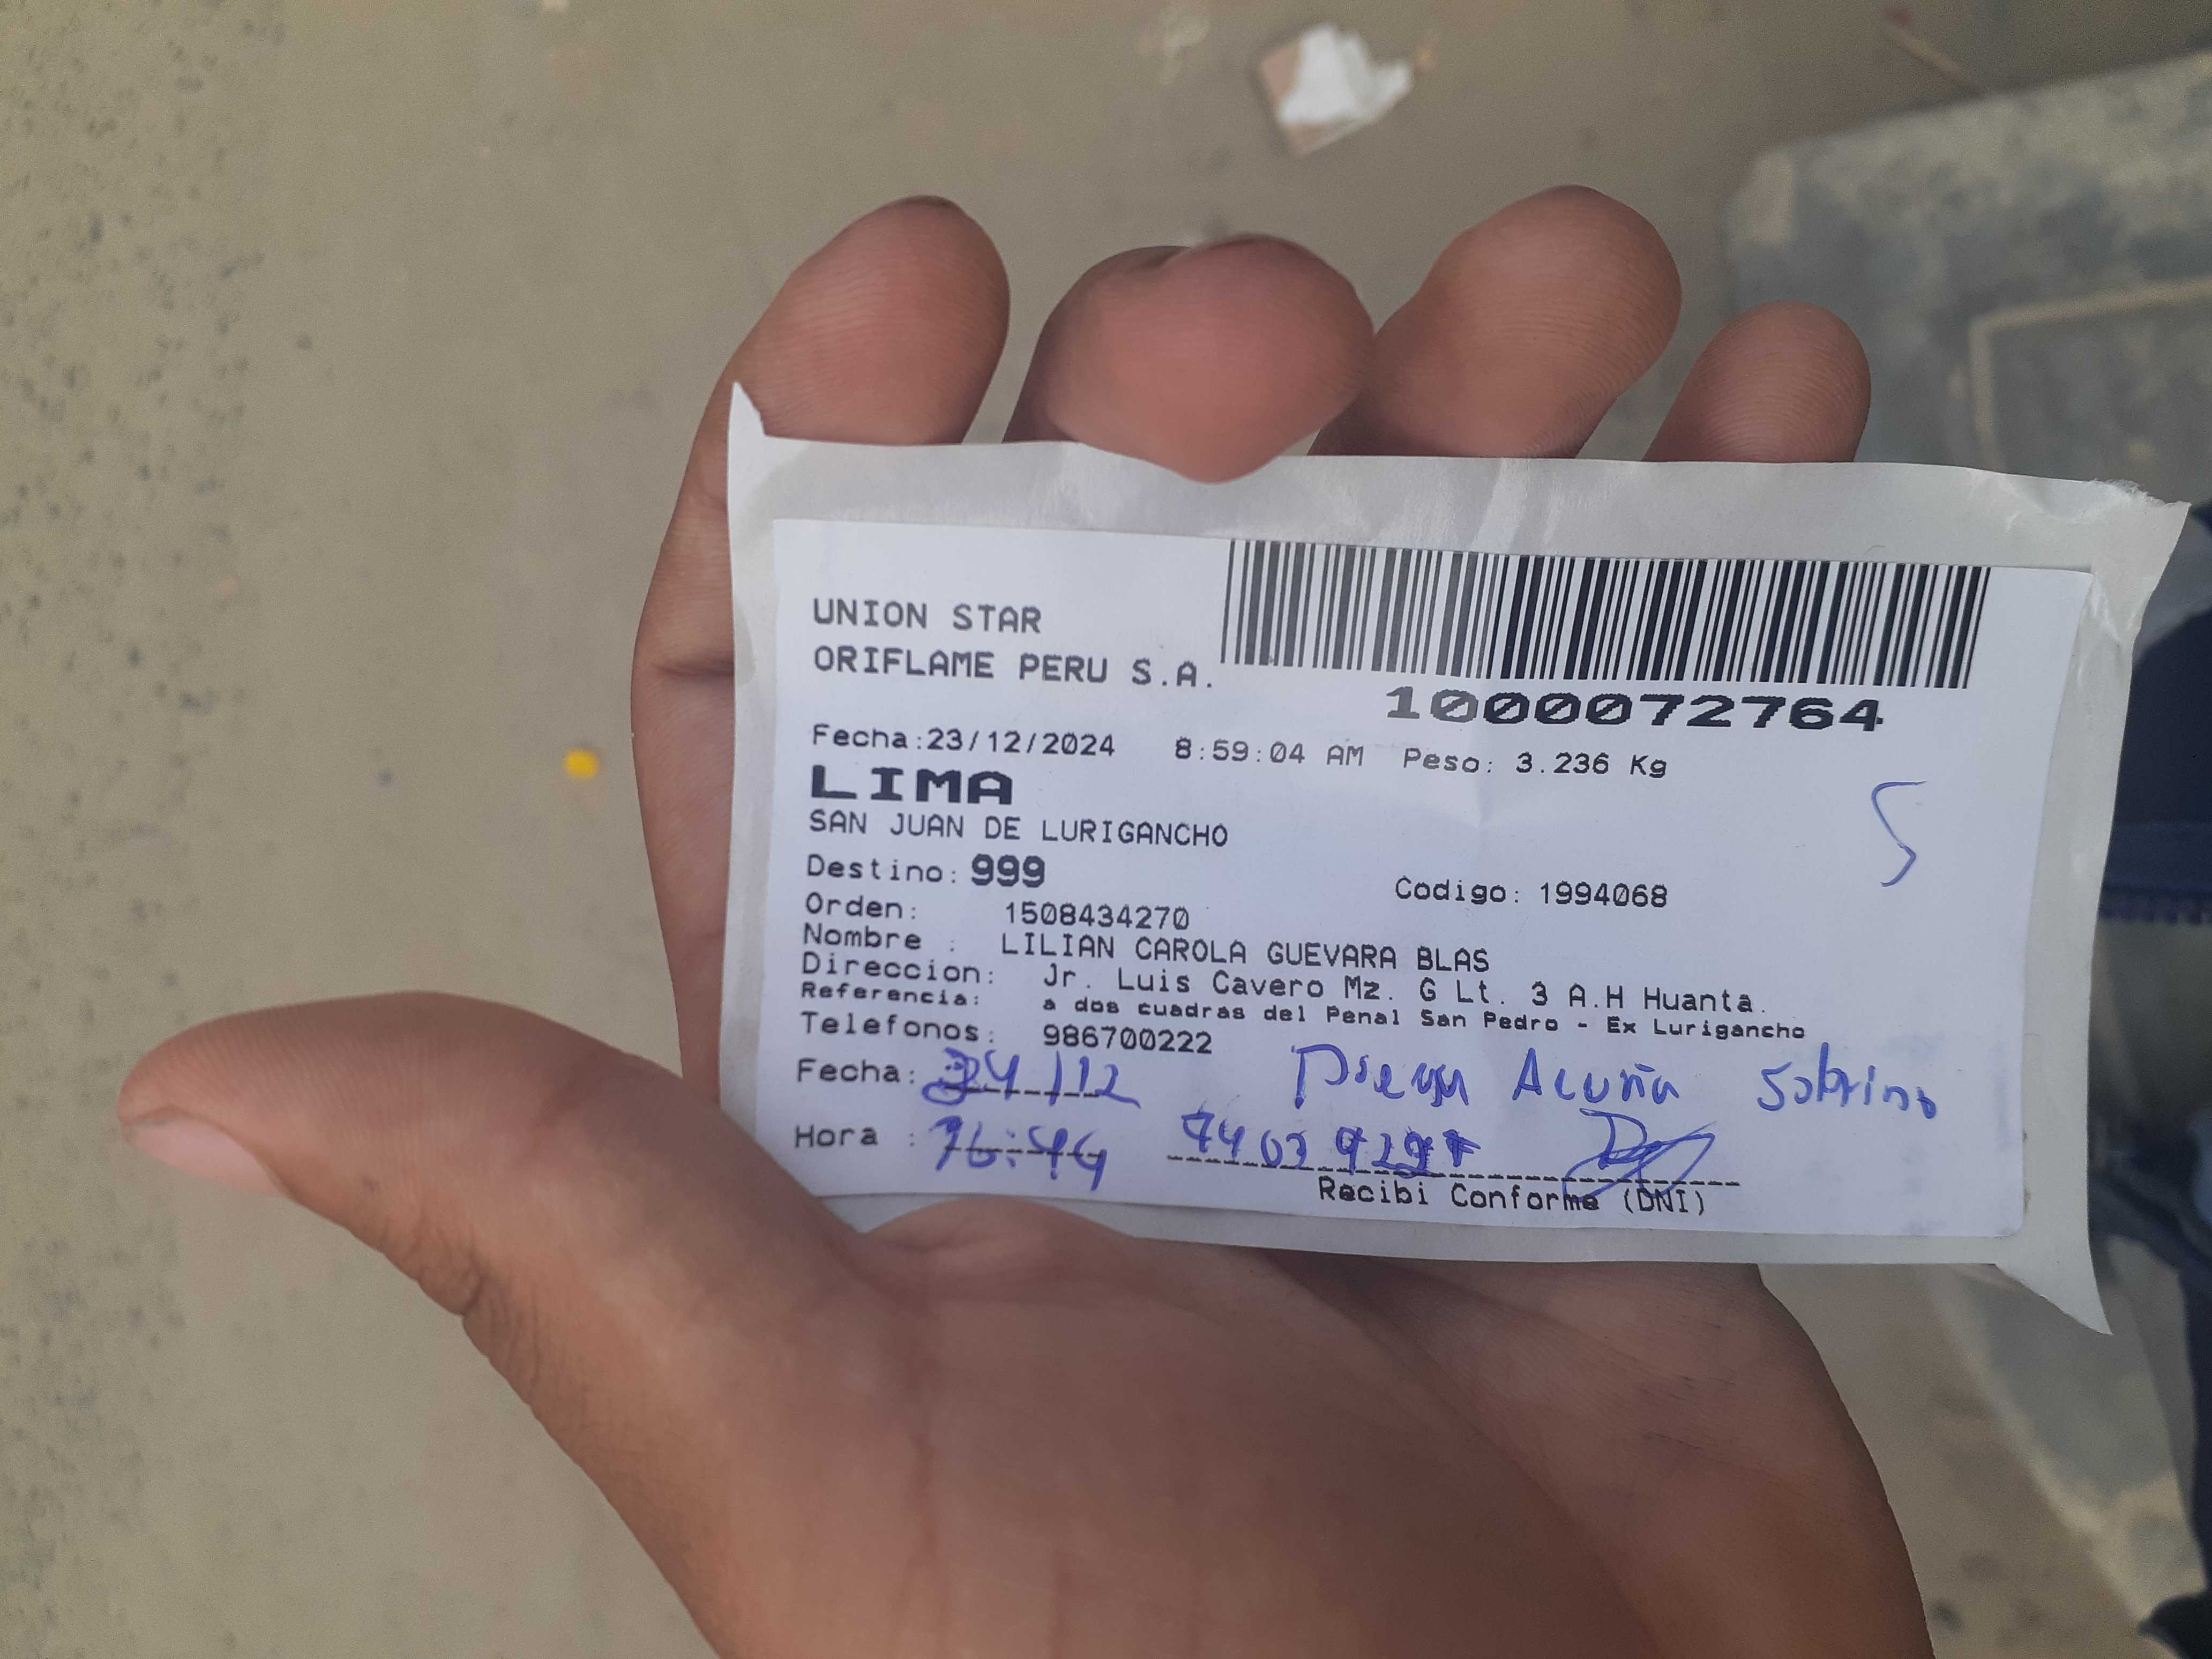 UNION STAR
ORIFLAME PERU S.A.
1000072764
Fecha:23/12/2024 8:59:04 AM Peso: 3.236 Kg
LIMA
SAN JUAN DE LURIGANCHO
5
Destino: 999 Codigo: 1994068
Orden: 1508434270
Nombre : LILIAN CAROLA GUEVARA BLAS
Direccion: Jr. Luis Cavero Mz. G Lt. 3 A.H Huanta.
Referencia: a dos cuadras del Penal San Pedro - Ex Lurigancho
Telefonos: 986700222
Fecha: 24/12 Acuña Sobrino
Hora :
Recibi Conforme (DNI)